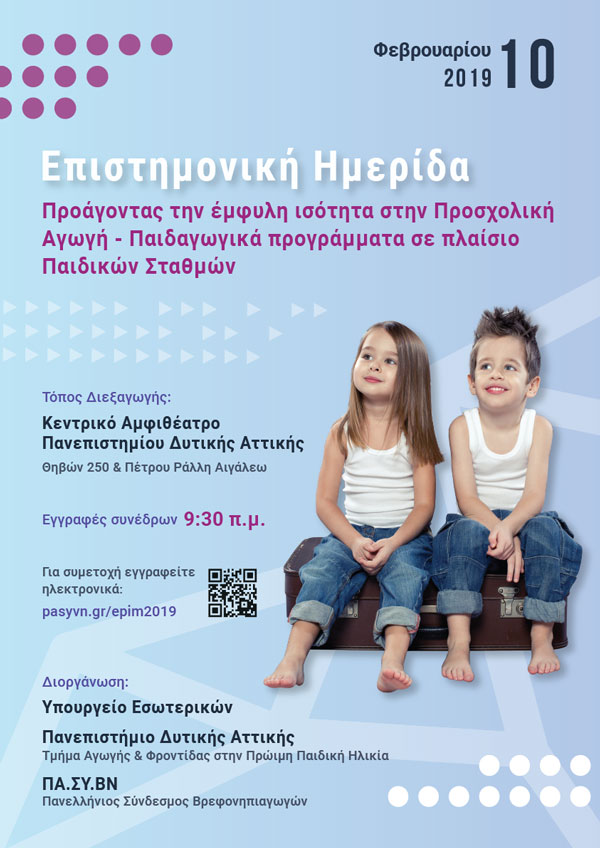 Φεβρουαρίου
2019 10
Επιστημονική Ημερίδα
Προάγοντας την έμφυλη ισότητα στην Προσχολική
Αγωγή - Παιδαγωγικά προγράμματα σε πλαίσιο
Παιδικών Σταθμών
Τόπος Διεξαγωγής:
Κεντρικό Αμφιθέατρο
Πανεπιστημίου Δυτικής Αττικής
Θηβών 250 & Πέτρου Ράλλη Αιγάλεω
Εγγραφές συνέδρων 9:30 π.μ.
Για συμετοχή εγγραφείτε
ηλεκτρονικά:
pasyvn.gr/epim2019
Διοργάνωση:
Υπουργείο Εσωτερικών
Πανεπιστήμιο Δυτικής Αττικής
Τμήμα Αγωγής & Φροντίδας στην Πρώιμη Παιδική Ηλικία
ΠΑ.ΣΥ.ΒΝ
Πανελλήνιος Σύνδεσμος Βρεφονηπιαγωγών